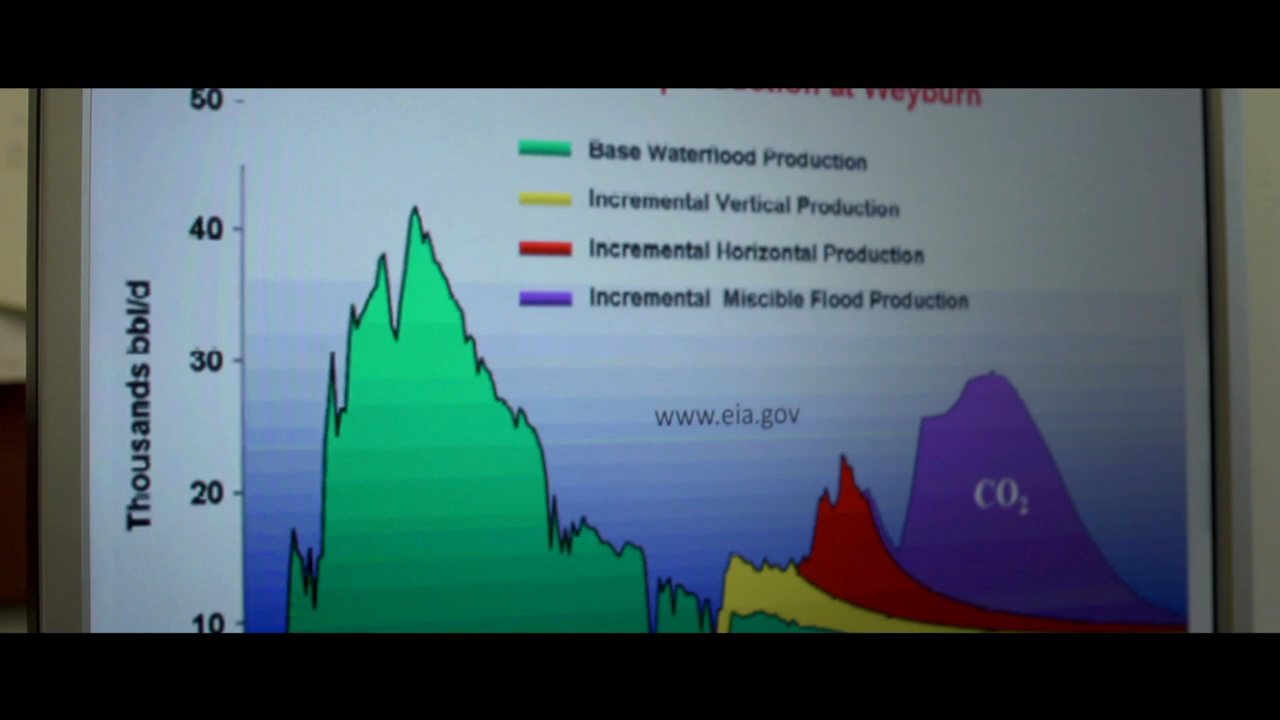 50
at Weyburn
Base Waterflood Production
Incremental Vertical Production
40
Incremental Horizontal Production
Incremental Miscible Flood Production
Thousands bbl/d
30
www.eia.gov
20
CO₂
10